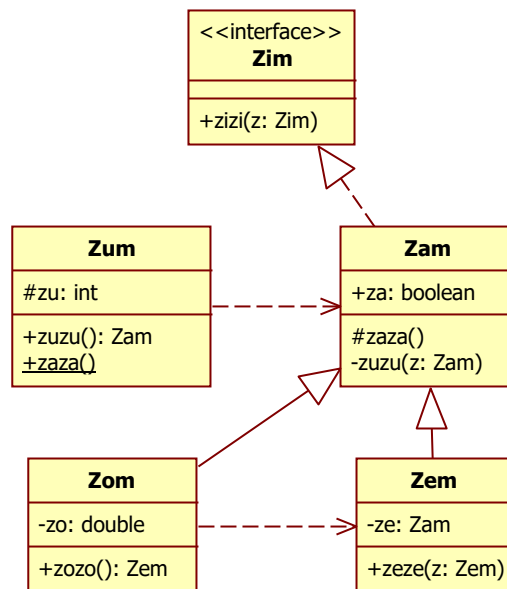 <<interface>>
Zim
+zizi(z: Zim)
Zum
#zu: int
+zuzu(): Zam
+zaza()
Zam
+za: boolean
#zaza()
-zuzu(z: Zam)
Zom
-zo: double
+zozo(): Zem
Zem
-ze: Zam
+zeze(z: Zem)